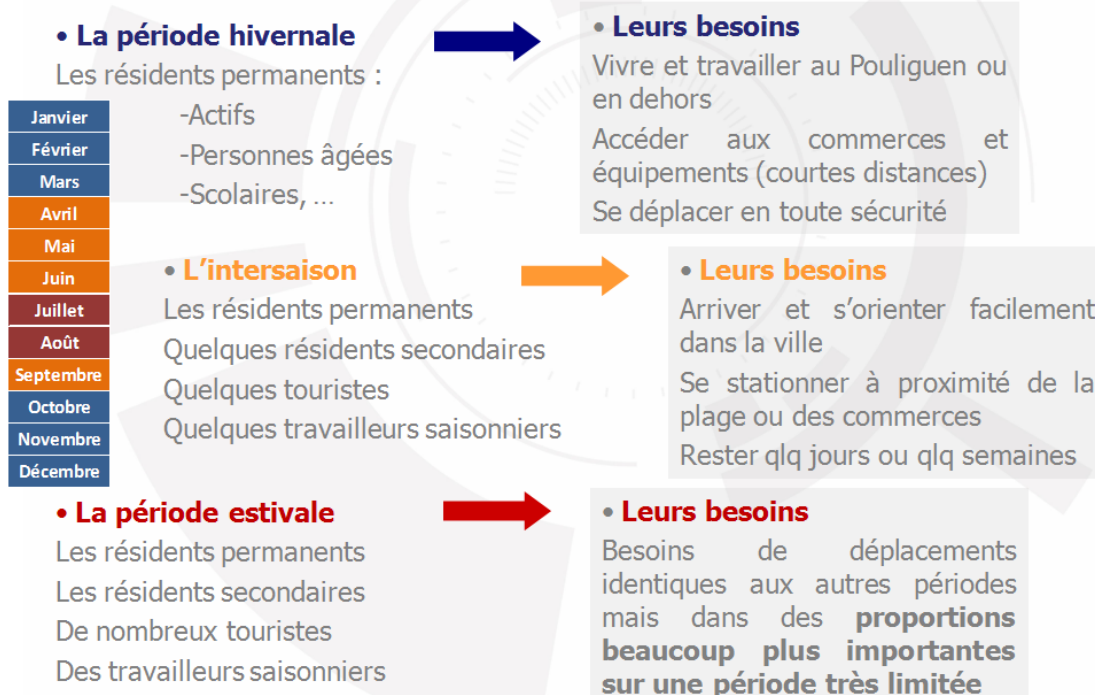 • La période hivernale
Les résidents permanents :
-Actifs
-Personnes âgées
-Scolaires, ...
• Leurs besoins
Vivre et travailler au Pouliguen ou
en dehors
Accéder aux commerces et
équipements (courtes distances)
Se déplacer en toute sécurité
Janvier
Février
Mars
Avril
Mai
Juin
Juillet
Août
Septembre
Octobre
Novembre
Décembre
• L'intersaison
Les résidents permanents
Quelques résidents secondaires
Quelques touristes
Quelques travailleurs saisonniers
• Leurs besoins
Arriver et s'orienter facilement
dans la ville
Se stationner à proximité de la
plage ou des commerces
Rester qlq jours ou qlq semaines
• La période estivale
Les résidents permanents
Les résidents secondaires
De nombreux touristes
Des travailleurs saisonniers
• Leurs besoins
Besoins de déplacements
identiques aux autres périodes
mais dans des proportions
beaucoup plus importantes
sur une période très limitée